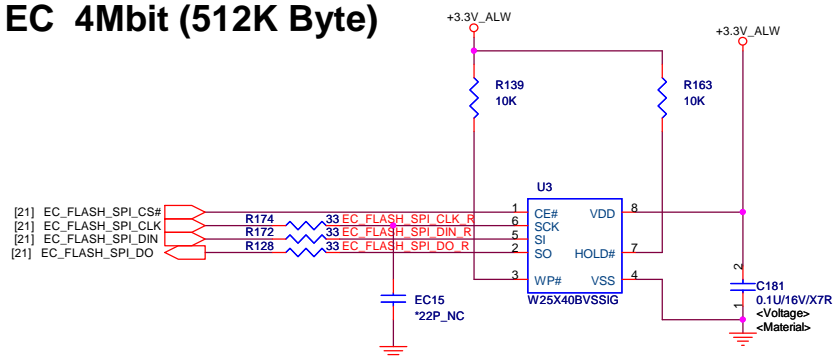 EC 4Mbit (512K Byte)
+3.3V_ALW
+3.3V_ALW
R139
10K
R163
10K
U3
[21] EC_FLASH_SPI_CS#
1
CE#
VDD
8
[21] EC_FLASH_SPI_CLK
R174
33
EC_FLASH_SPI_CLK_R
6
SCK
[21] EC_FLASH_SPI_DIN
R172
33
EC_FLASH_SPI_DIN_R
5
SI
[21] EC_FLASH_SPI_DO
R128
33
EC_FLASH_SPI_DO_R
2
SO
HOLD#
7
3
WP#
VSS
4
W25X40BVSSIG
EC15
*22P_NC
2
1
C181
0.1U/16V/X7R
<Voltage>
<Material>